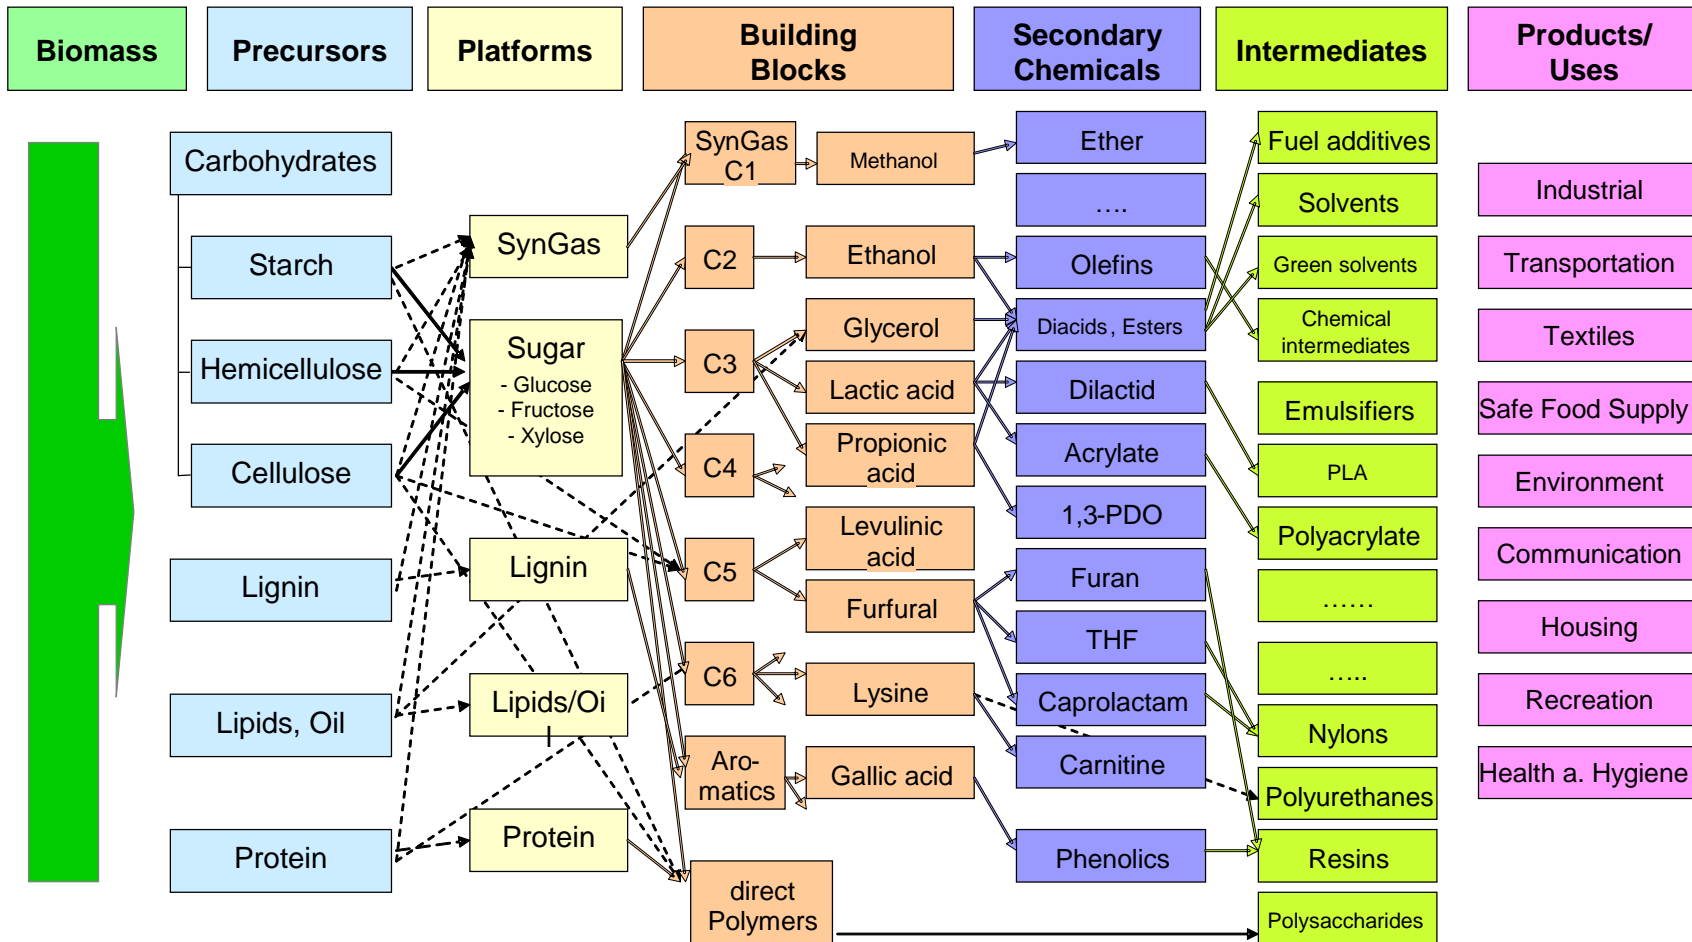 Biomass
Precursors
Platforms
Building
Blocks
Secondary
Chemicals
Intermediates
Products/
Uses
Carbohydrates
Starch
Hemicellulose
Cellulose
Lignin
Lipids, Oil
Protein
SynGas
Sugar
- Glucose
- Fructose
- Xylose
Lignin
Lipids/Oi
l
Protein
SynGas
C1
C2
C3
C4
C5
C6
Aro-
matics
direct
Polymers
Methanol
Ethanol
Glycerol
Lactic acid
Propionic
acid
Levulinic
acid
Furfural
Lysine
Gallic acid
Ether
....
Olefins
Diacids, Esters
Dilactid
Acrylate
1,3-PDO
Furan
THF
Caprolactam
Carnitine
Phenolics
Fuel additives
Solvents
Green solvents
Chemical
intermediates
Emulsifiers
PLA
Polyacrylate
......
.....
Nylons
Polyurethanes
Resins
Polysaccharides
Industrial
Transportation
Textiles
Safe Food Supply
Environment
Communication
Housing
Recreation
Health a. Hygiene